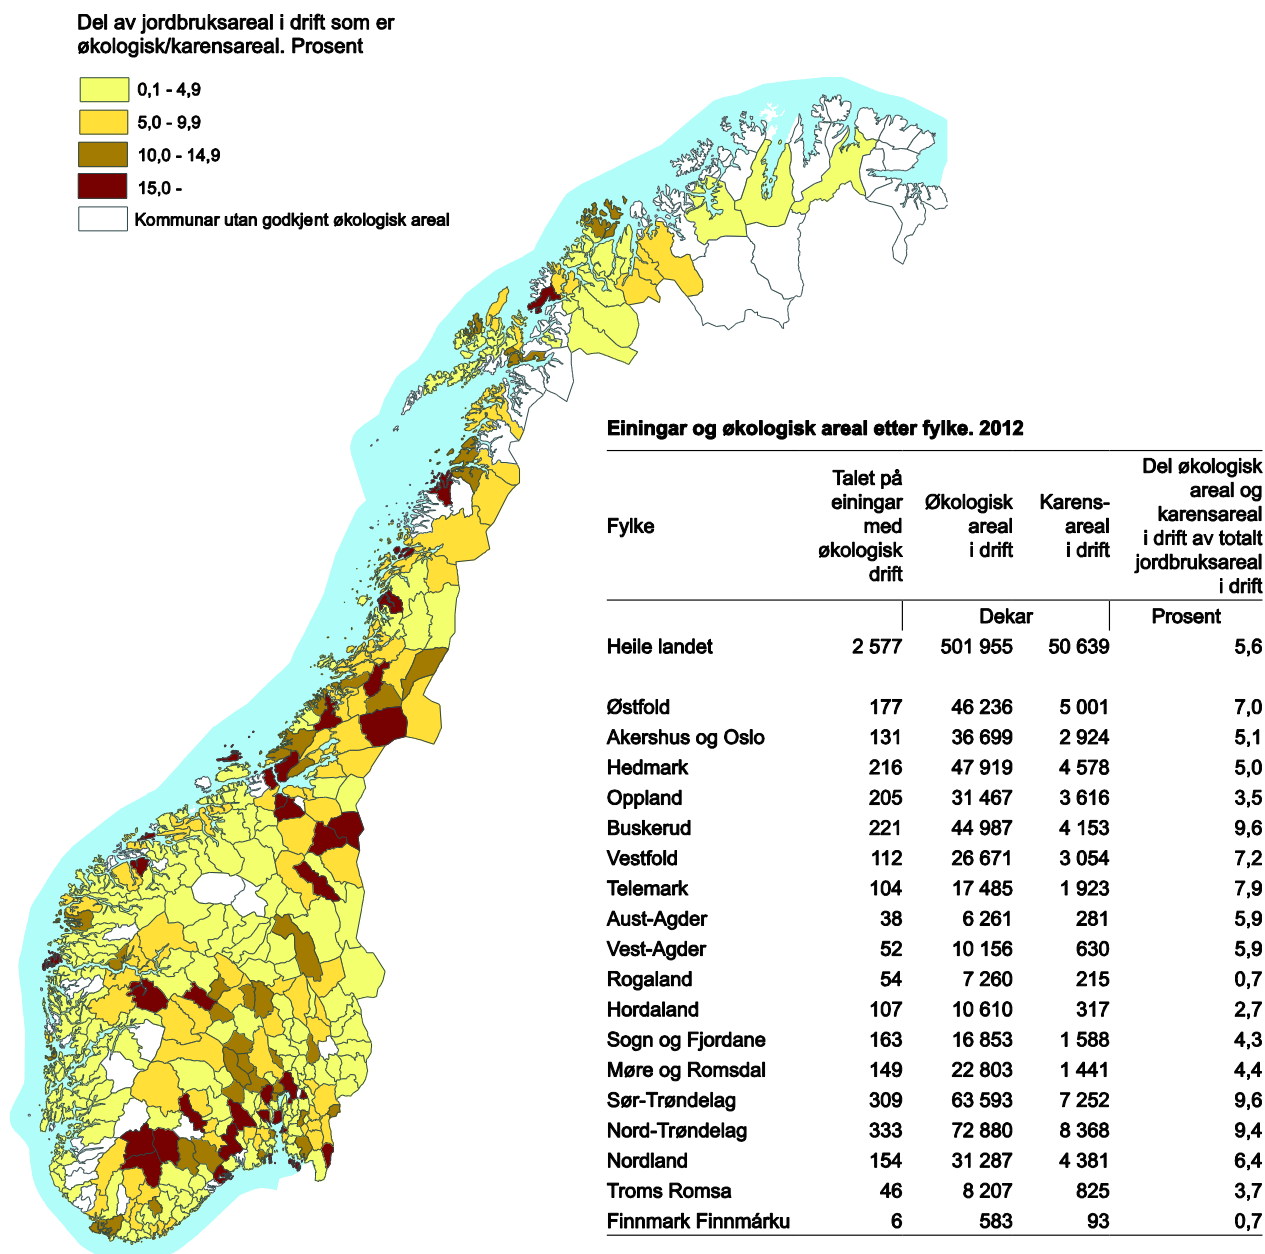 Del av jordbruksareal i drift som er
økologisk/karensareal. Prosent
0,1 - 4,9
5,0 - 9,9
10,0 - 14,9
15,0 -
Kommunar utan godkjent økologisk areal
Einingar og økologisk areal etter fylke. 2012
Fylke
Talet på
einingar
med
økologisk
drift
Økologisk
areal
i drift
Karens-
areal
i drift
Del økologisk
areal og
karensareal
i drift av totalt
jordbruksareal
i drift
Dekar Prosent
Heile landet 2 577 501 955 50 639 5,6
Østfold 177 46 236 5 001 7,0
Akershus og Oslo 131 36 699 2 924 5,1
Hedmark 216 47 919 4 578 5,0
Oppland 205 31 467 3 616 3,5
Buskerud 221 44 987 4 153 9,6
Vestfold 112 26 671 3 054 7,2
Telemark 104 17 485 1 923 7,9
Aust-Agder 38 6 261 281 5,9
Vest-Agder 52 10 156 630 5,9
Rogaland 54 7 260 215 0,7
Hordaland 107 10 610 317 2,7
Sogn og Fjordane 163 16 853 1 588 4,3
Møre og Romsdal 149 22 803 1 441 4,4
Sør-Trøndelag 309 63 593 7 252 9,6
Nord-Trøndelag 333 72 880 8 368 9,4
Nordland 154 31 287 4 381 6,4
Troms Romsa 46 8 207 825 3,7
Finnmark Finnmárku 6 583 93 0,7